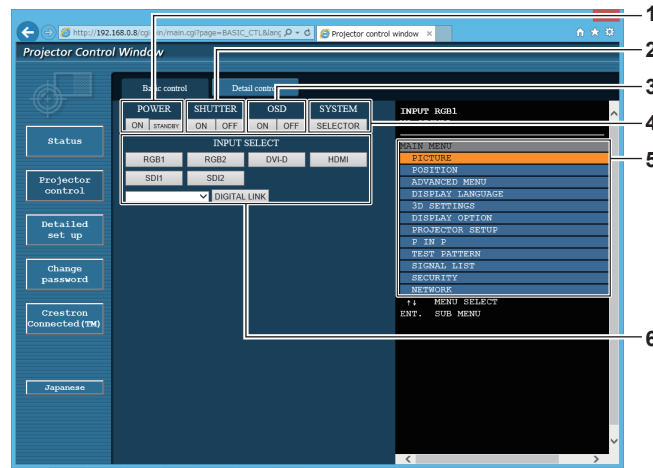 http://192.168.0.8/cgi-bin/main.cgi?page=BASIC_CTL&lang
Projector control window ×
1
Projector Control Window
2
Basic control Detail control
3
POWER SHUTTER OSD SYSTEM
ON STANDBY ON OFF ON OFF SELECTOR
4
INPUT SELECT
RGB1 RGB2 DVI-D HDMI
SDI1 SDI2
DIGITAL LINK
Status
Projector
control
Detailed
set up
Change
password
Crestron
Connected(TM)
Japanese
INPUT RGB1
MAIN MENU
PICTURE
5
POSITION
ADVANCED MENU
DISPLAY LANGUAGE
3D SETTINGS
DISPLAY OPTION
PROJECTOR SETUP
P IN P
TEST PATTERN
SIGNAL LIST
SECURITY
NETWORK
↑↓ MENU SELECT
ENT. SUB MENU
6